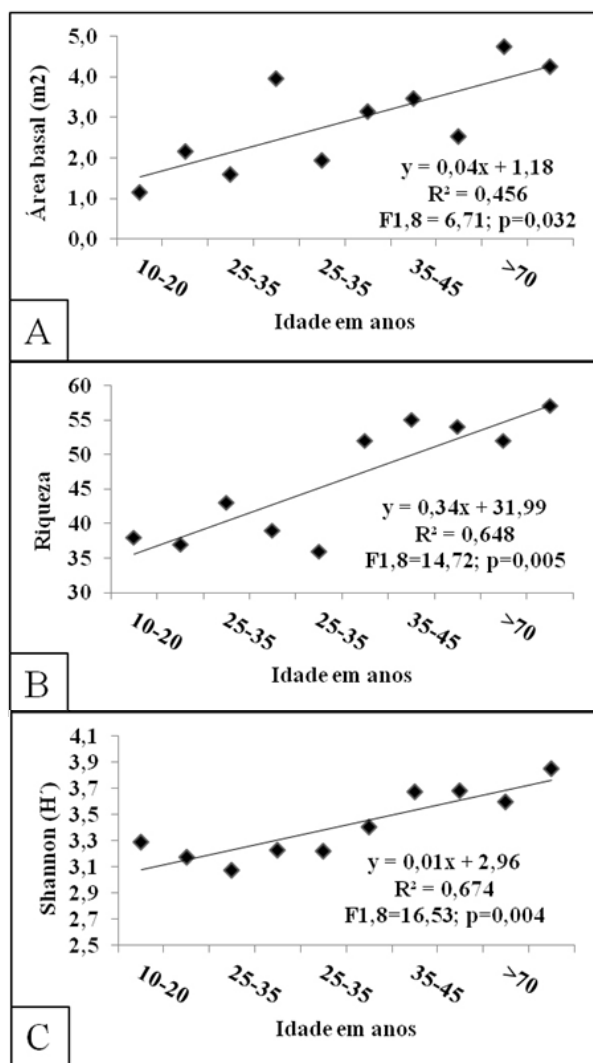 5,0
4,0
3,0
2,0
1,0
0,0
Área basal (m2)
y = 0,04x + 1,18
R² = 0,456
F1,8 = 6,71; p=0,032
10-20 25-35 25-35 35-45 >70
Idade em anos
A
60
55
50
45
40
35
30
Riqueza
y = 0,34x + 31,99
R² = 0,648
F1,8=14,72; p=0,005
10-20 25-35 25-35 35-45 >70
Idade em anos
B
4,1
3,9
3,7
3,5
3,3
3,1
2,9
2,7
2,5
Shannon (H´)
y = 0,01x + 2,96
R² = 0,674
F1,8=16,53; p=0,004
10-20 25-35 25-35 35-45 >70
Idade em anos
C